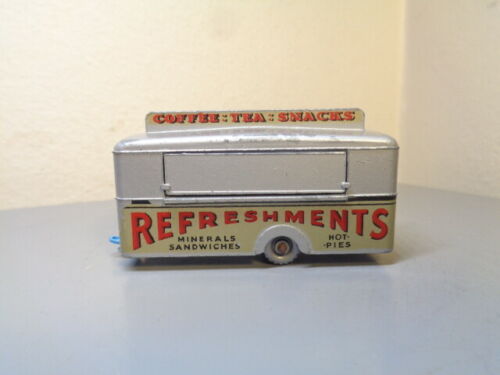 COFFEE :: TEA :: SNACKS
REFRESHMENTS
MINERALS HOT-
SANDWICHES -PIES